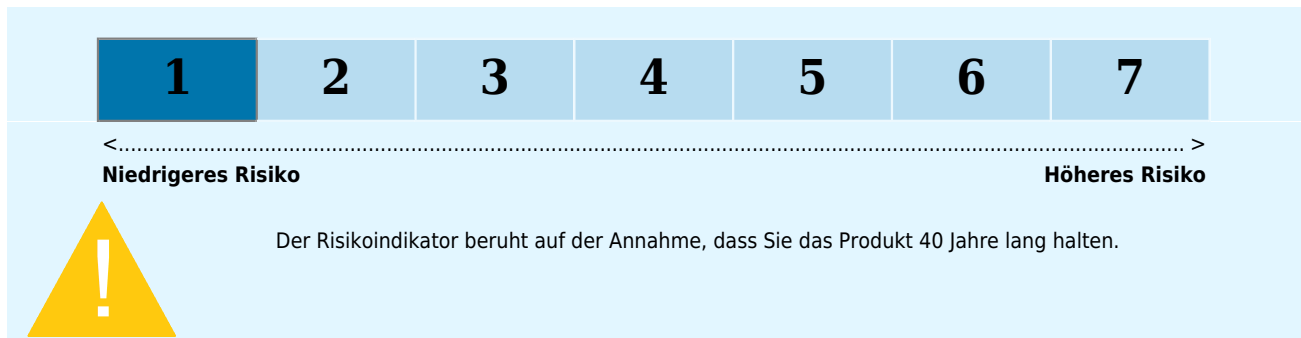 1 2 3 4 5 6 7
<.................................................................................................................................................................................. >
Niedrigeres Risiko Höheres Risiko
Der Risikoindikator beruht auf der Annahme, dass Sie das Produkt 40 Jahre lang halten.
!